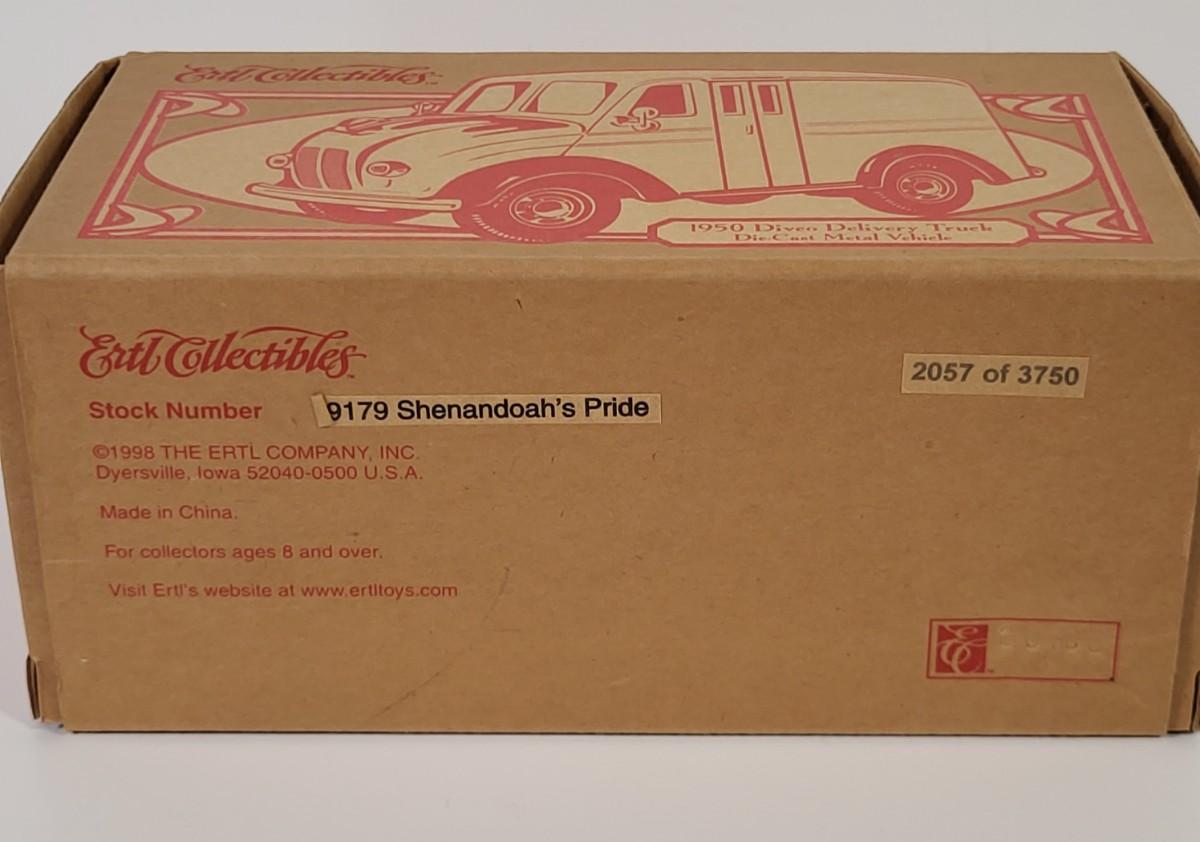 Ertl Collectibles™
1950 Divco Delivery Truck
Die-Cast Metal Vehicle
Ertl Collectibles™
2057 of 3750
Stock Number 9179 Shenandoah's Pride
©1998 THE ERTL COMPANY, INC.
Dyersville, Iowa 52040-0500 U.S.A.
Made in China.
For collectors ages 8 and over.
Visit Ertl's website at www.ertltoys.com